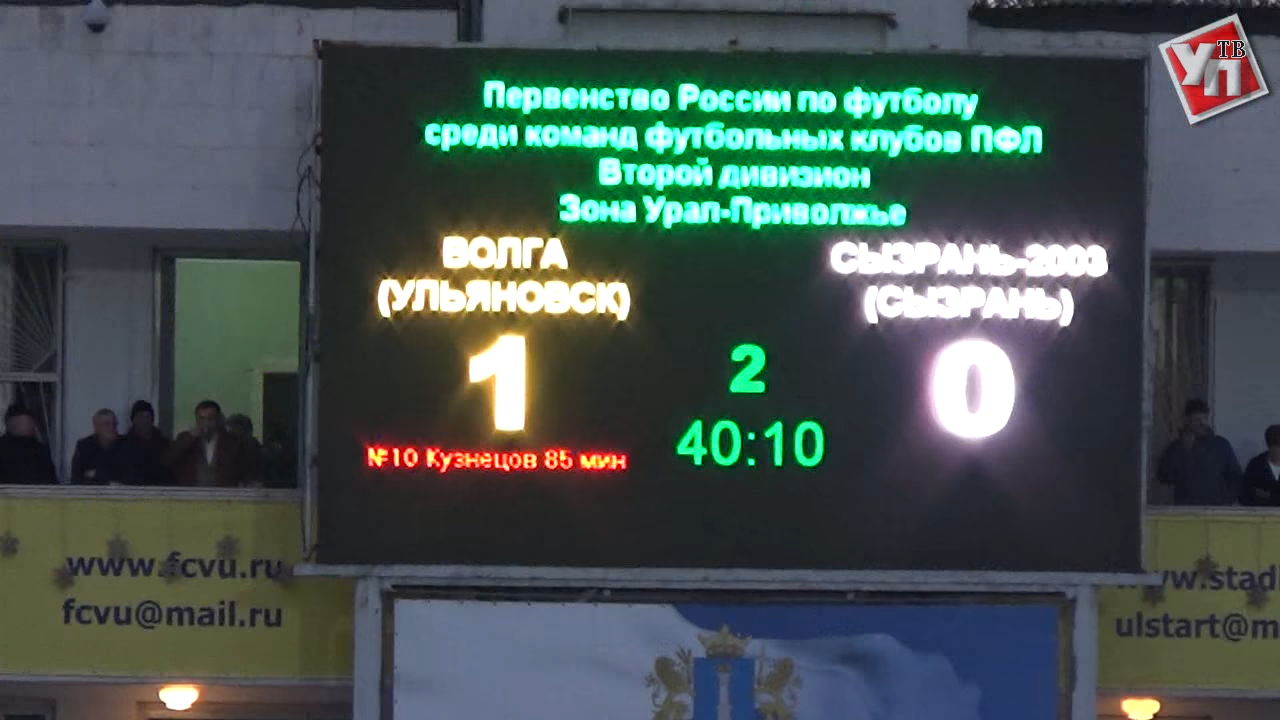 УП
ТВ
Первенство России по футболу
среди команд футбольных клубов ПФЛ
Второй дивизион
Зона Урал-Приволжье
ВОЛГА
(УЛЬЯНОВСК)
СЫЗРАНЬ-2003
(СЫЗРАНЬ)
1
2
0
40:10
№10 Кузнецов 85 мин
www.fcvu.ru
fcvu@mail.ru